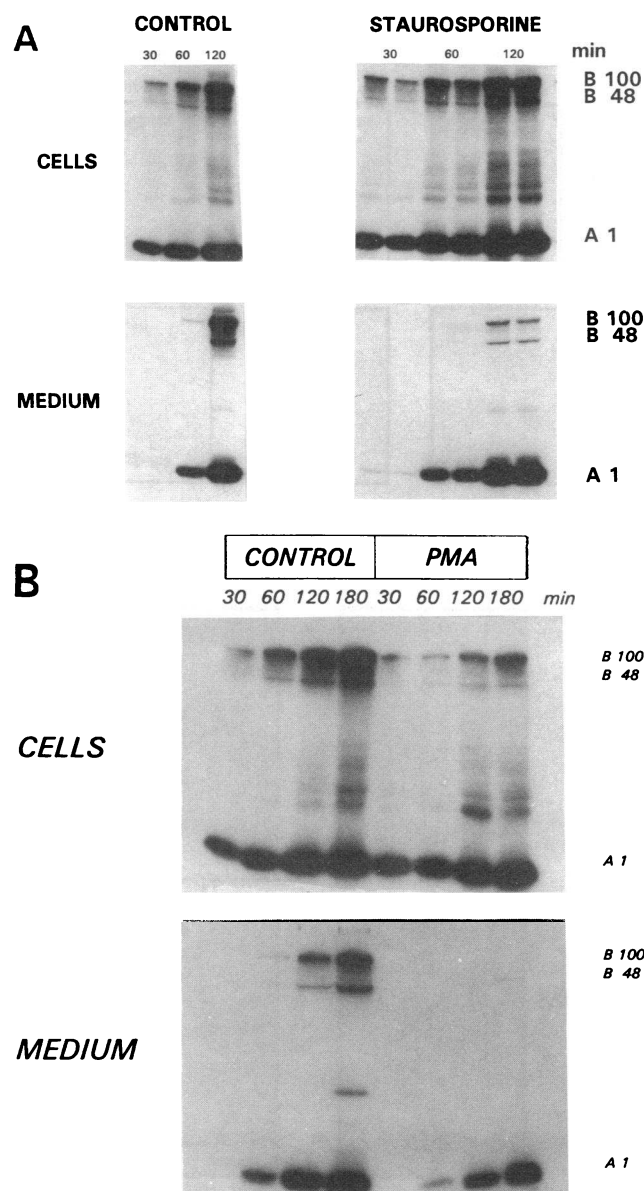 A
CONTROL STAUROSPORINE
30 60 120 30 60 120 min
CELLS
B 100
B 48
A 1
MEDIUM
B 100
B 48
A 1
B
CONTROL PMA
30 60 120 180 30 60 120 180 min
CELLS
B 100
B 48
A 1
MEDIUM
B 100
B 48
A 1